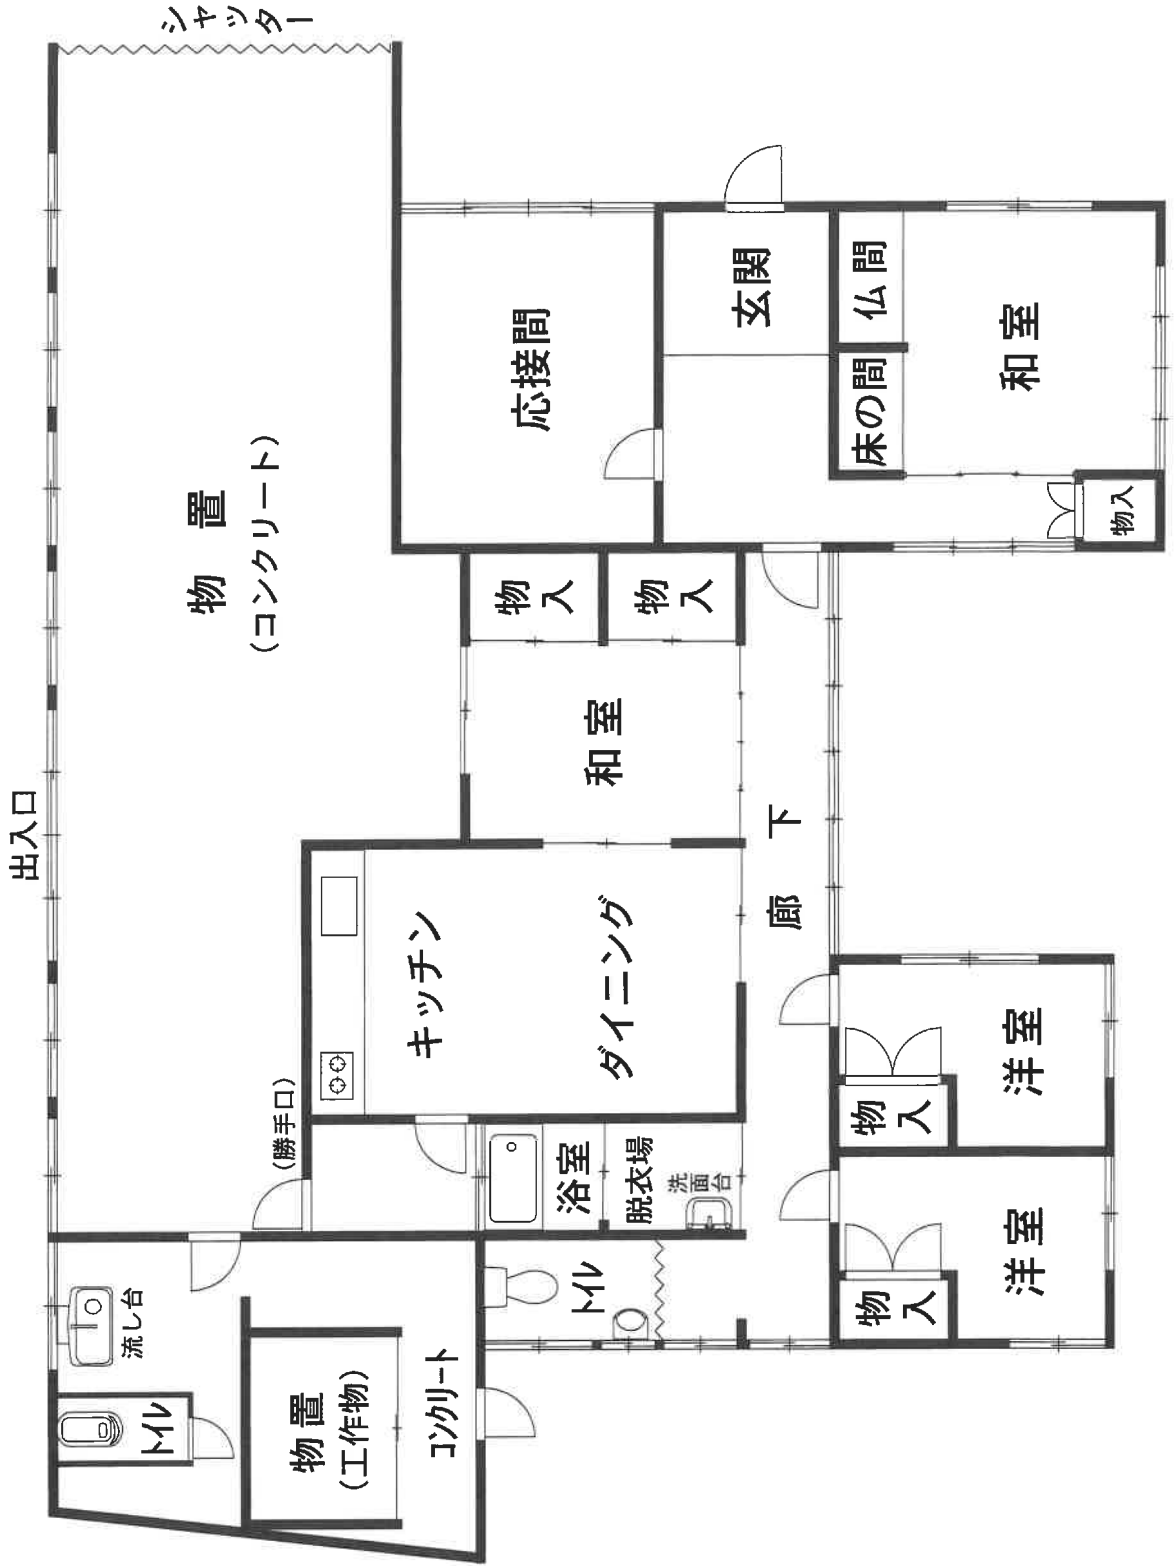 シャッター
出入口
物置
(コンクリート)
応接間
玄関
仏間
床の間
和室
物入
物入
物入
和室
廊下
キッチン
ダイニング
(勝手口)
浴室
脱衣場
洗面台
洋室
物入
洋室
物入
トイレ
流し台
トイレ
物置
(工作物)
コンクリート